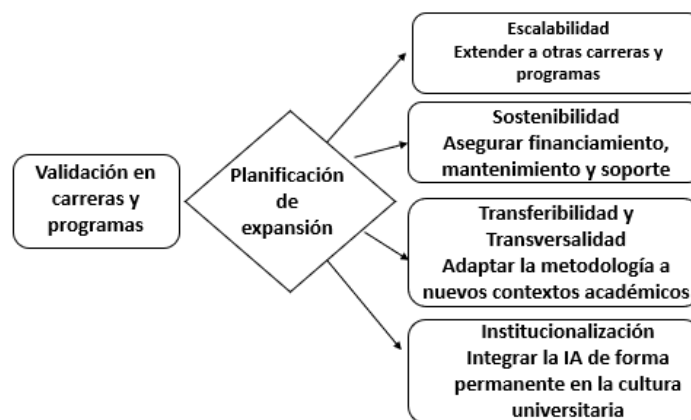 Validación en
carreras y
programas
Planificación
de
expansión
Escalabilidad
Extender a otras carreras y
programas
Sostenibilidad
Asegurar financiamiento,
mantenimiento y soporte
Transferibilidad y
Transversalidad
Adaptar la metodología a
nuevos contextos académicos
Institucionalización
Integrar la IA de forma
permanente en la cultura
universitaria